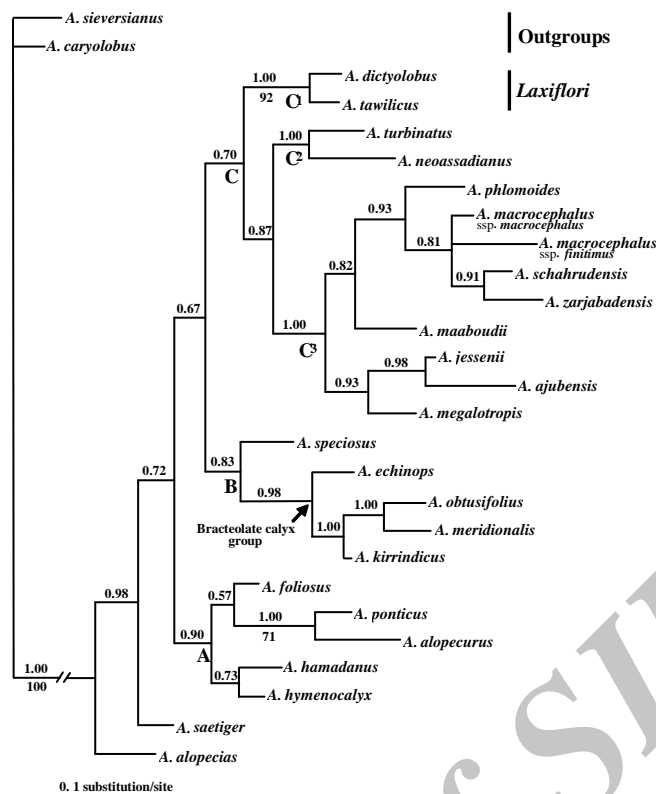 A. sieversianus
Outgroups
A. caryolobus
A. dictyolobus
1.00
Laxiflori
92
C1
A. tawilicus
1.00
A. turbinatus
0.70
C2
A. neoassadianus
C
A. phlomoides
0.93
A. macrocephalus
ssp. macrocephalus
0.87
0.81
A. macrocephalus
ssp. finitimus
0.82
A. schahrudensis
0.91
A. zarjabadensis
0.67
1.00
A. maaboudii
C3
A. jessenii
0.98
0.93
A. ajubensis
A. megalotropis
A. speciosus
0.83
0.72
A. echinops
B
0.98
1.00
A. obtusifolius
Bracteolate calyx
group
1.00
A. meridionalis
A. kirrindicus
A. foliosus
0.57
0.98
1.00
A. ponticus
0.90
71
A. alopecurus
A
A. hamadanus
0.73
1.00
100
A. hymenocalyx
A. saetiger
A. alopecias
0. 1 substitution/site
f SI